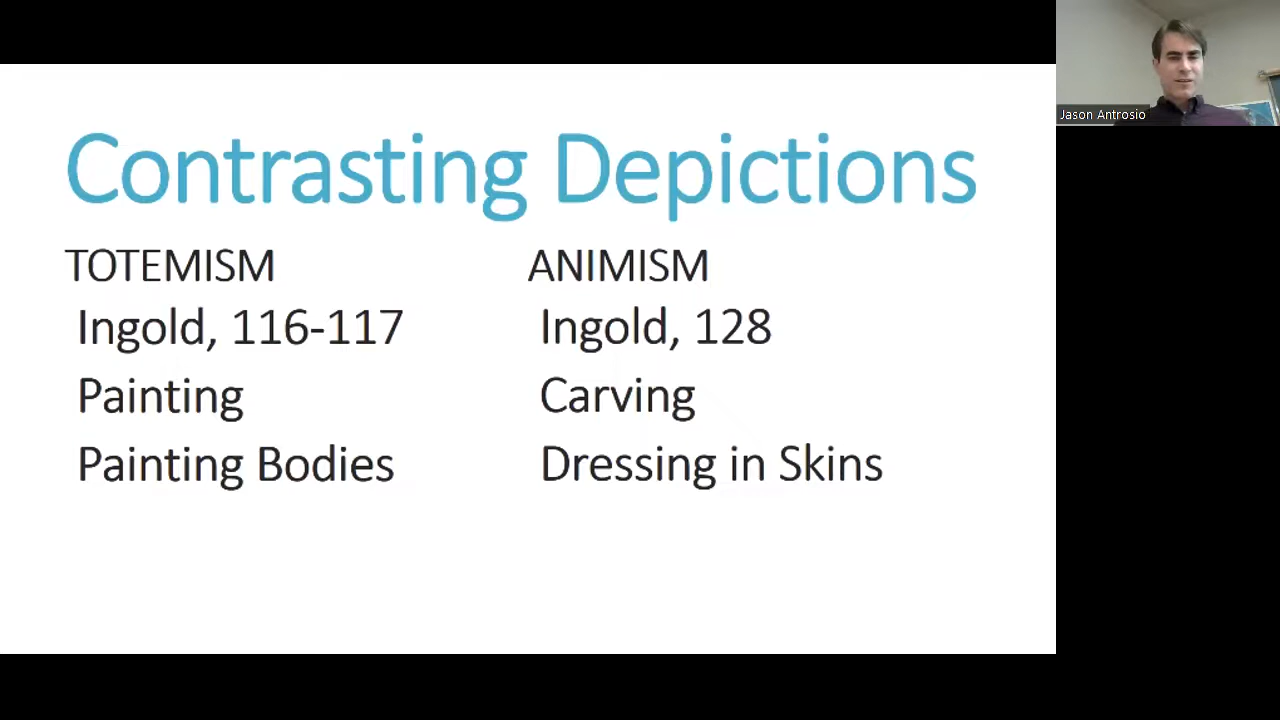 Contrasting Depictions
TOTEMISM
Ingold, 116-117
Painting
Painting Bodies
ANIMISM
Ingold, 128
Carving
Dressing in Skins
Jason Antrosio